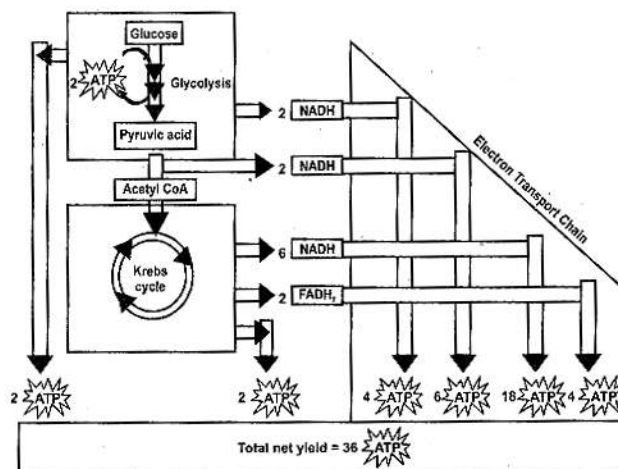 Glucose
2 ATP
Glycolysis
Pyruvic acid
2 NADH
2 NADH
Acetyl CoA
Electron Transport Chain
Krebs
cycle
6 NADH
2 FADH₂
2 ATP
2 ATP
4 ATP
6 ATP
18 ATP
4 ATP
Total net yield = 36 ATP